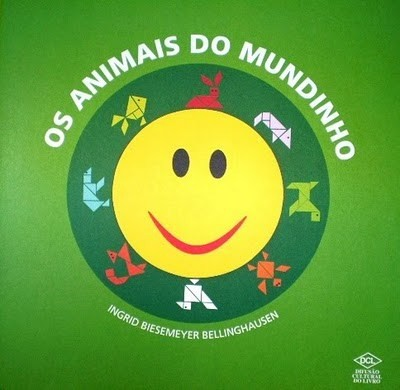 OS ANIMAIS DO MUNDINHO
INGRID BIESEMEYER BELLINGHAUSEN
DCL
DIFUSÃO
CULTURAL
DO LIVRO